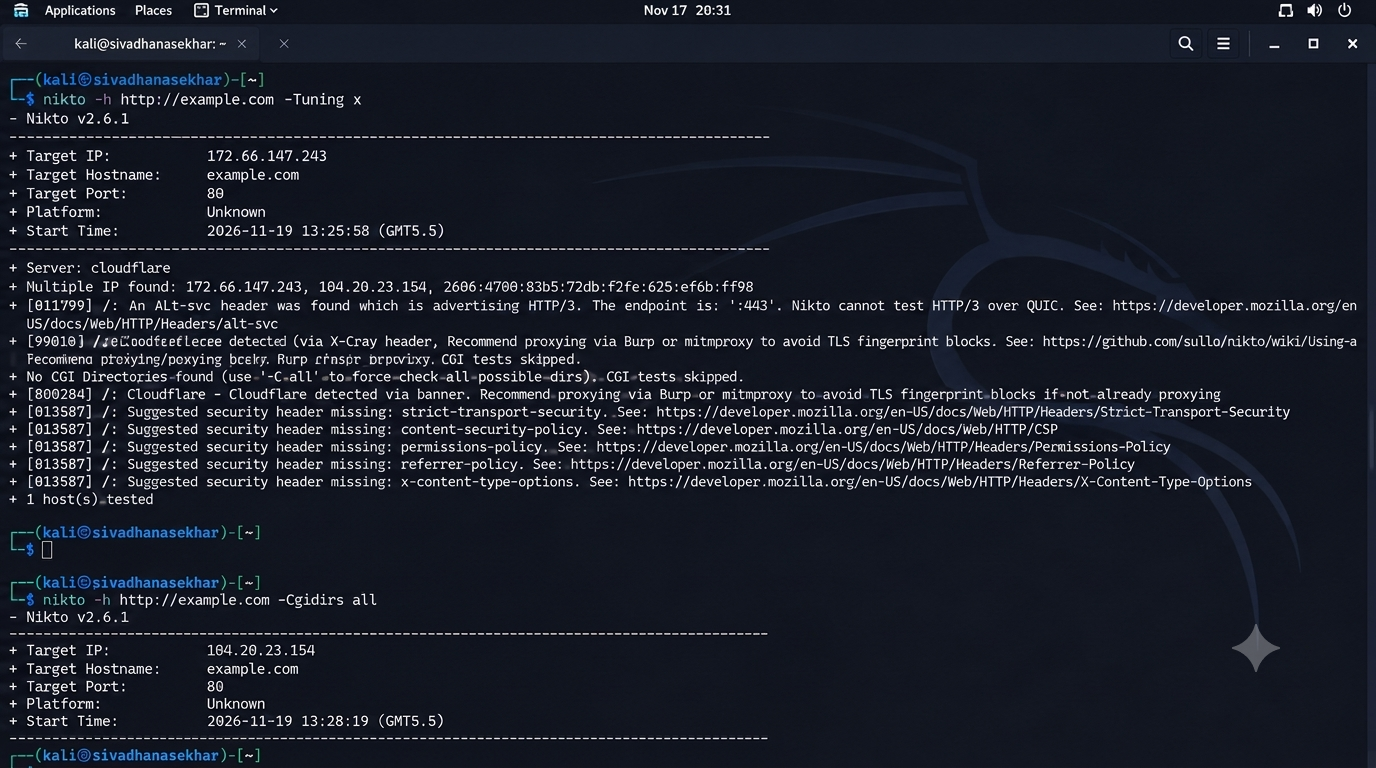 Applications Places Terminal Nov 17 20:31
kali@sivadhanasekhar: ~
┌──(kali㉿sivadhanasekhar)-[~]
└─$ nikto -h http://example.com -Tuning x
- Nikto v2.6.1
---------------------------------------------------------------------------
+ Target IP: 172.66.147.243
+ Target Hostname: example.com
+ Target Port: 80
+ Platform: Unknown
+ Start Time: 2026-11-19 13:25:58 (GMT5.5)
---------------------------------------------------------------------------
+ Server: cloudflare
+ Multiple IP found: 172.66.147.243, 104.20.23.154, 2606:4700:83b5:72db:f2fe:625:ef6b:ff98
+ [011799] /: An ALt-svc header was found which is advertising HTTP/3. The endpoint is: ':443'. Nikto cannot test HTTP/3 over QUIC. See: https://developer.mozilla.org/en
US/docs/Web/HTTP/Headers/alt-svc
+ [99010] detected (via X-Cray header, Recommend proxying via Burp or mitmproxy to avoid TLS fingerprint blocks. See: https://github.com/sullo/nikto/wiki/Using-a
+ CGI tests skipped.
+ No CGI Directories found (use '-C-all' to force check all possible dirs). CGI tests skipped.
+ [800284] /: Cloudflare - Cloudflare detected via banner. Recommend proxying via Burp or mitmproxy to avoid TLS fingerprint blocks if not already proxying
+ [013587] /: Suggested security header missing: strict-transport-security. See: https://developer.mozilla.org/en-US/docs/Web/HTTP/Headers/Strict-Transport-Security
+ [013587] /: Suggested security header missing: content-security-policy. See: https://developer.mozilla.org/en-US/docs/Web/HTTP/CSP
+ [013587] /: Suggested security header missing: permissions-policy. See: https://developer.mozilla.org/en-US/docs/Web/HTTP/Headers/Permissions-Policy
+ [013587] /: Suggested security header missing: referrer-policy. See: https://developer.mozilla.org/en-US/docs/Web/HTTP/Headers/Referrer-Policy
+ [013587] /: Suggested security header missing: x-content-type-options. See: https://developer.mozilla.org/en-US/docs/Web/HTTP/Headers/X-Content-Type-Options
+ 1 host(s) tested
┌──(kali㉿sivadhanasekhar)-[~]
└─$
┌──(kali㉿sivadhanasekhar)-[~]
└─$ nikto -h http://example.com -Cgidirs all
- Nikto v2.6.1
---------------------------------------------------------------------------
+ Target IP: 104.20.23.154
+ Target Hostname: example.com
+ Target Port: 80
+ Platform: Unknown
+ Start Time: 2026-11-19 13:28:19 (GMT5.5)
---------------------------------------------------------------------------
┌──(kali㉿sivadhanasekhar)-[~]